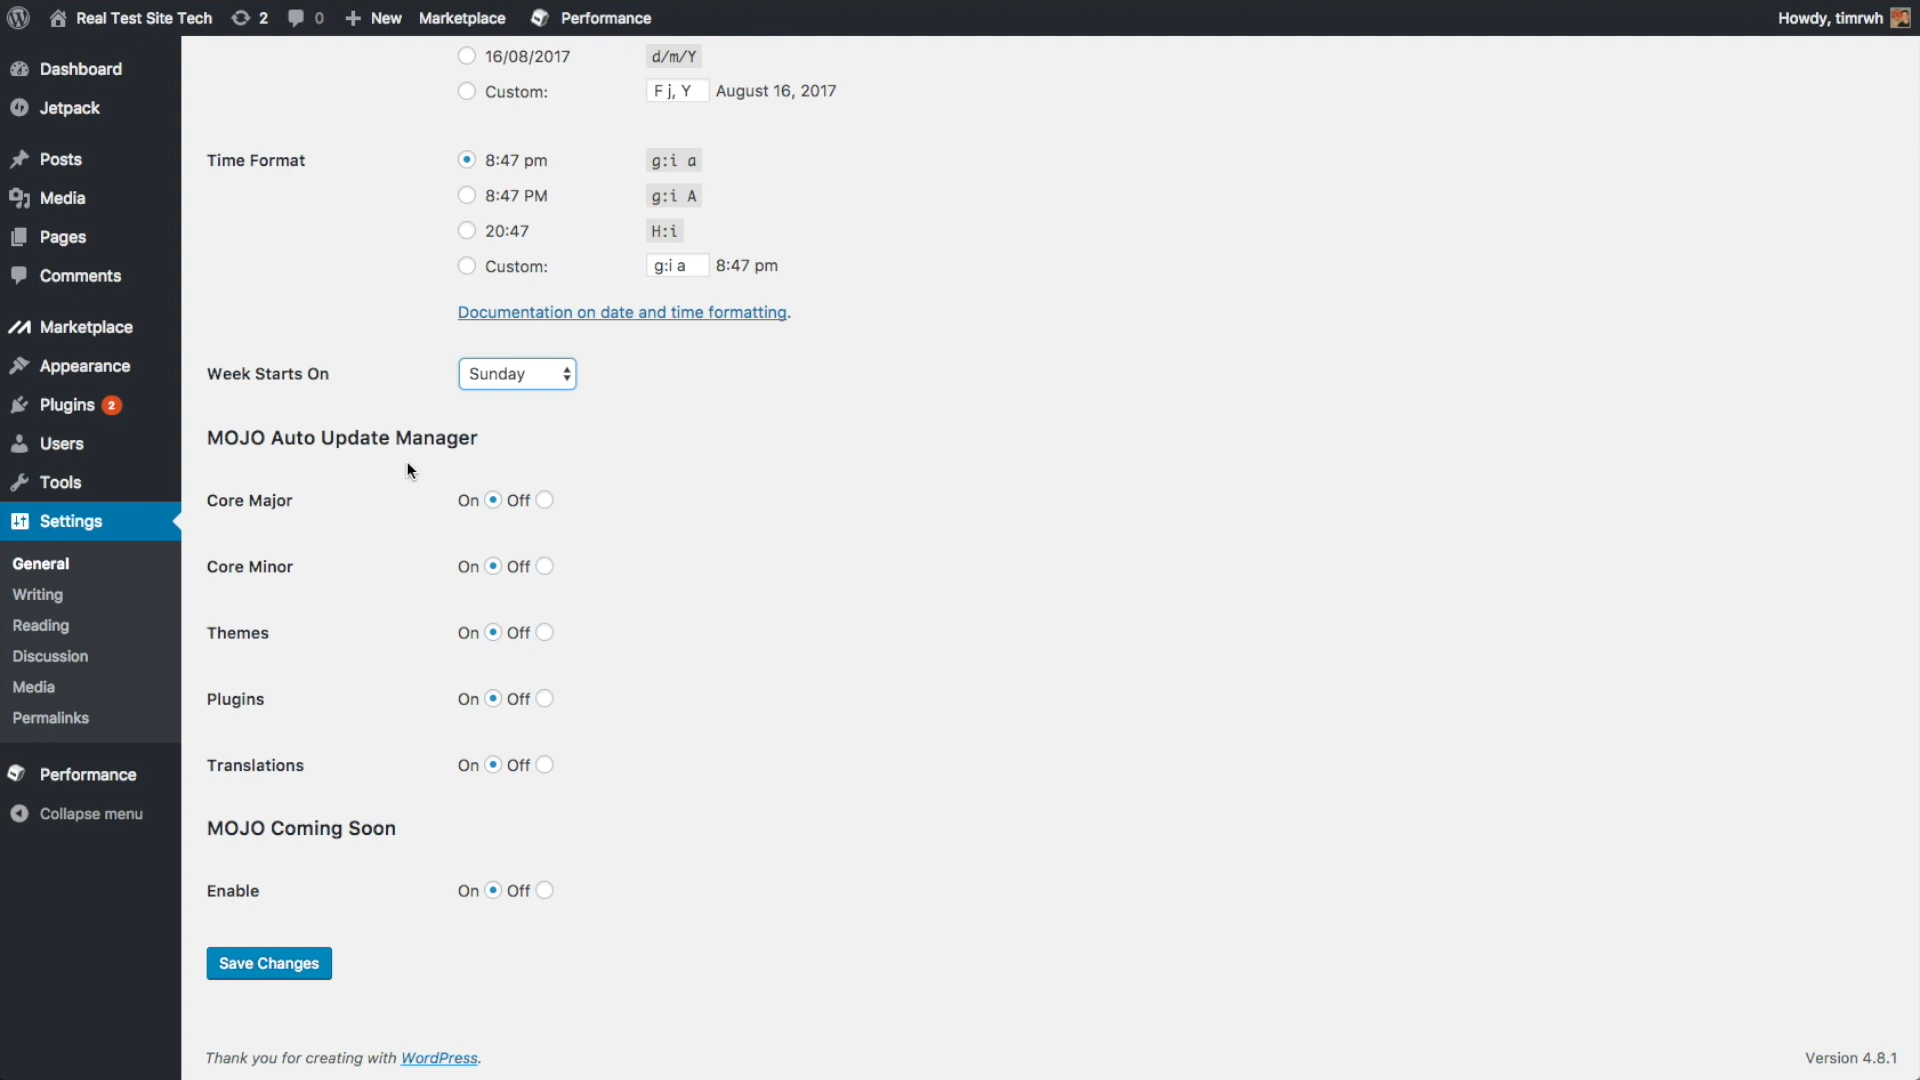 Real Test Site Tech 2 0 New Marketplace Performance Howdy, timrwh
Dashboard
Jetpack
Posts
Media
Pages
Comments
Marketplace
Appearance
Plugins 2
Users
Tools
Settings
General
Writing
Reading
Discussion
Media
Permalinks
Performance
Collapse menu
16/08/2017 d/m/Y
Custom: F j, Y August 16, 2017
Time Format 8:47 pm g:i a
8:47 PM g:i A
20:47 H:i
Custom: g:i a 8:47 pm
Documentation on date and time formatting.
Week Starts On Sunday
MOJO Auto Update Manager
Core Major On Off
Core Minor On Off
Themes On Off
Plugins On Off
Translations On Off
MOJO Coming Soon
Enable On Off
Save Changes
Thank you for creating with WordPress. Version 4.8.1